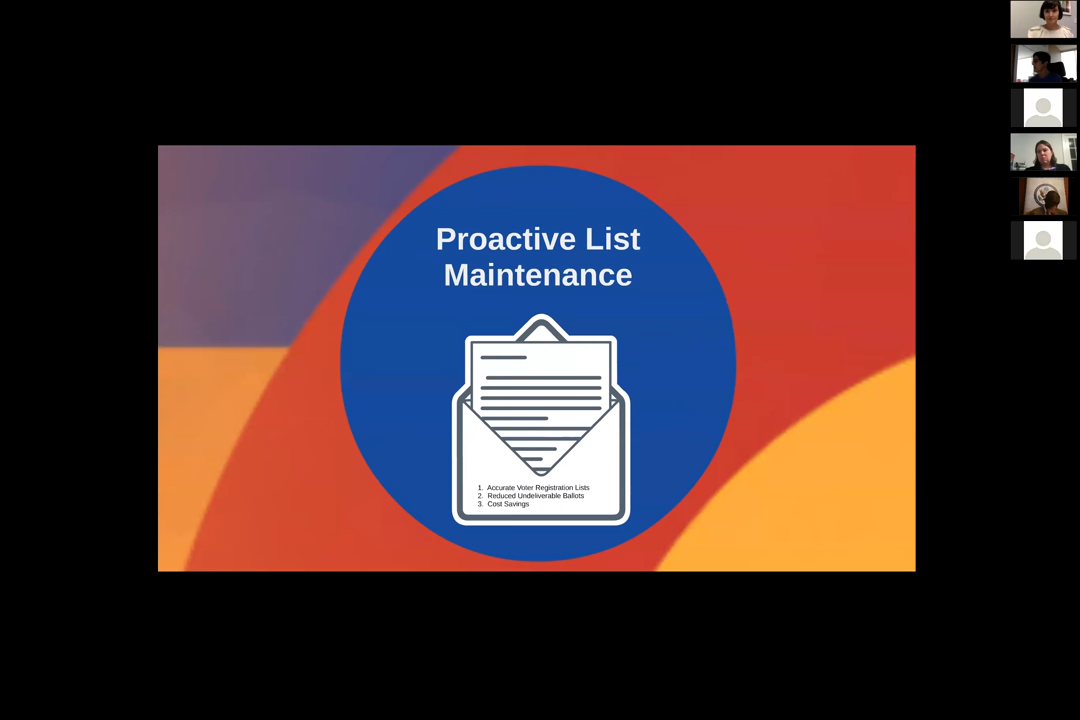 Proactive List
Maintenance
1. Accurate Voter Registration Lists
2. Reduced Undeliverable Ballots
3. Cost Savings